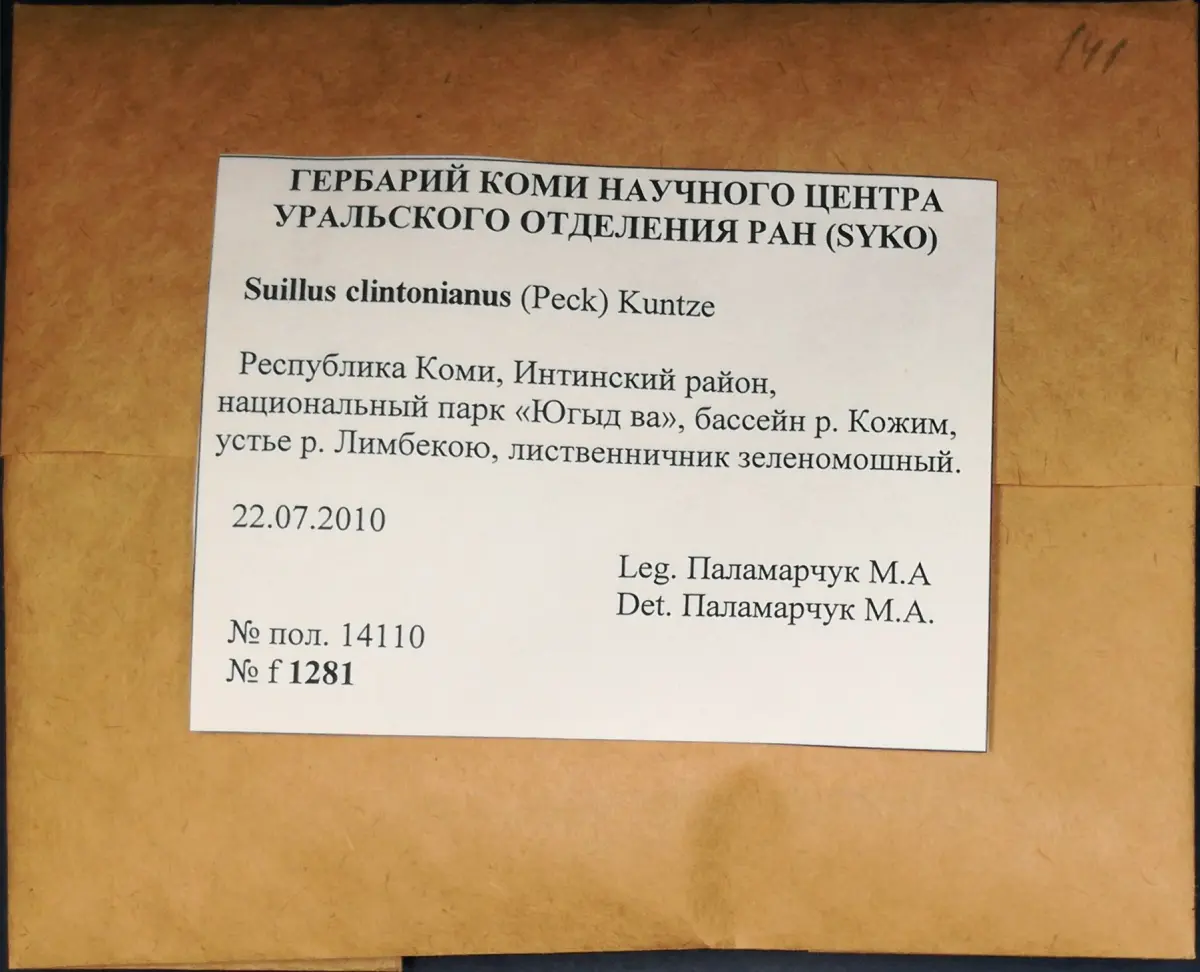 141
ГЕРБАРИЙ КОМИ НАУЧНОГО ЦЕНТРА
УРАЛЬСКОГО ОТДЕЛЕНИЯ РАН (SYKO)
Suillus clintonianus (Peck) Kuntze
Республика Коми, Интинский район,
национальный парк «Югыд ва», бассейн р. Кожим,
устье р. Лимбекою, лиственничник зеленомошный.
22.07.2010
Leg. Паламарчук М.А
Det. Паламарчук М.А.
№ пол. 14110
№ f 1281